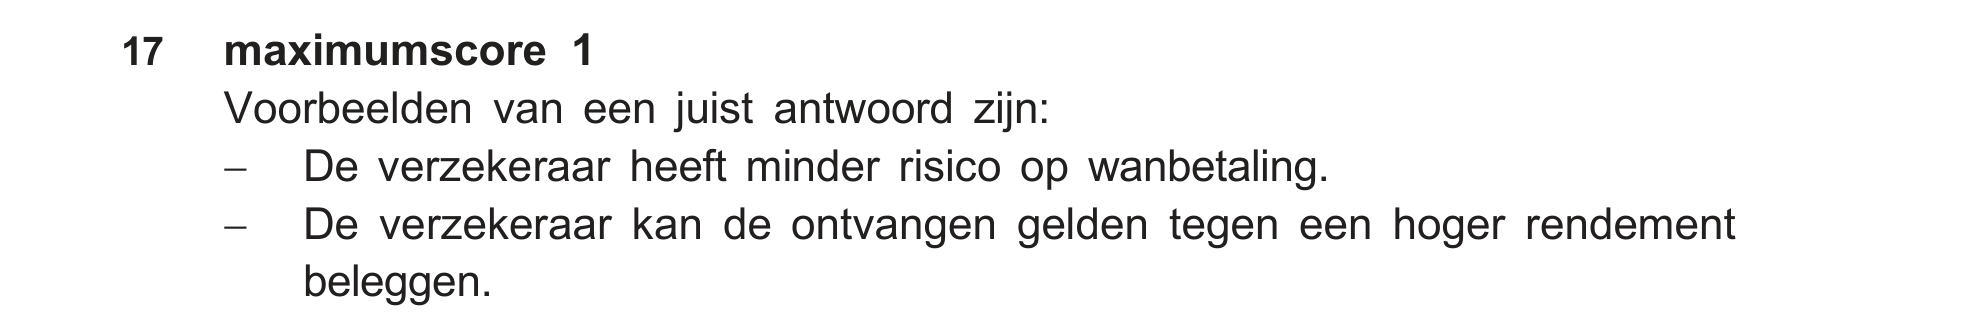 17 maximumscore 1
Voorbeelden van een juist antwoord zijn:
− De verzekeraar heeft minder risico op wanbetaling.
− De verzekeraar kan de ontvangen gelden tegen een hoger rendement
beleggen.